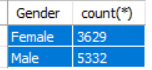 Gender count(*)
Female 3629
Male 5332